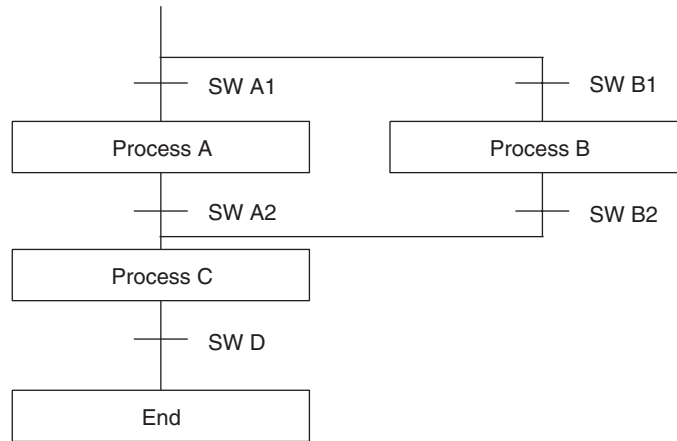 SW A1
SW B1
Process A
Process B
SW A2
SW B2
Process C
SW D
End